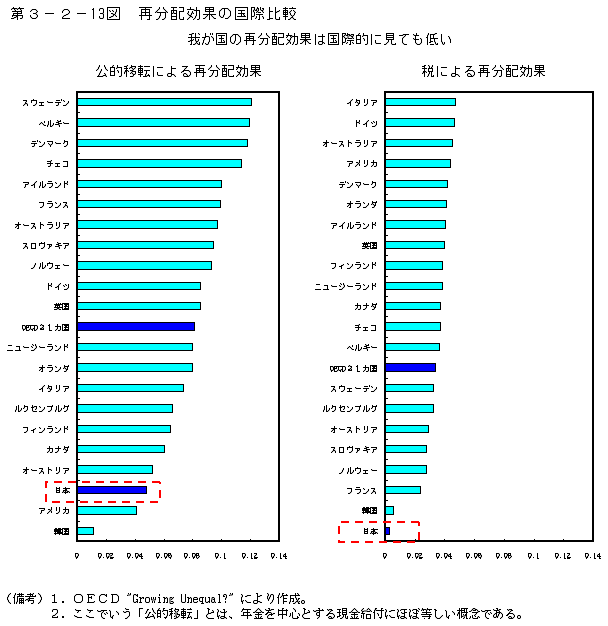 第３－２－13図　再分配効果の国際比較
我が国の再分配効果は国際的に見ても低い
公的移転による再分配効果
スウェーデン
ベルギー
デンマーク
チェコ
アイルランド
フランス
オーストラリア
スロヴァキア
ノルウェー
ドイツ
英国
OECD２１カ国
ニュージーランド
オランダ
イタリア
ルクセンブルグ
フィンランド
カナダ
オーストリア
日本
アメリカ
韓国
0 0.02 0.04 0.06 0.08 0.1 0.12 0.14
税による再分配効果
イタリア
ドイツ
オーストラリア
アメリカ
デンマーク
オランダ
アイルランド
英国
フィンランド
ニュージーランド
カナダ
チェコ
ベルギー
OECD２１カ国
スウェーデン
ルクセンブルグ
オーストリア
スロヴァキア
ノルウェー
フランス
韓国
日本
0 0.02 0.04 0.06 0.08 0.1 0.12 0.14
（備考）１．ＯＥＣＤ "Growing Unequal?" により作成。
２．ここでいう「公的移転」とは、年金を中心とする現金給付にほぼ等しい概念である。